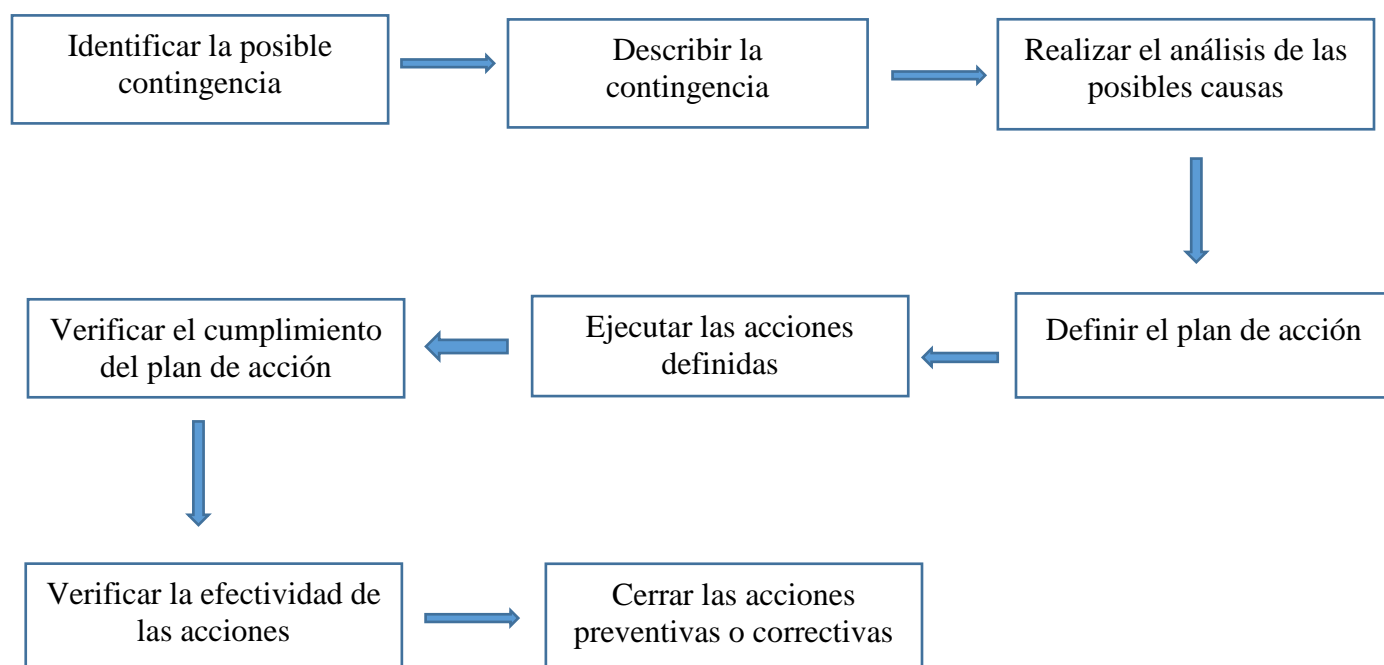 Identificar la posible
contingencia
Describir la
contingencia
Realizar el análisis de las
posibles causas
Definir el plan de acción
Ejecutar las acciones
definidas
Verificar el cumplimiento
del plan de acción
Verificar la efectividad de
las acciones
Cerrar las acciones
preventivas o correctivas